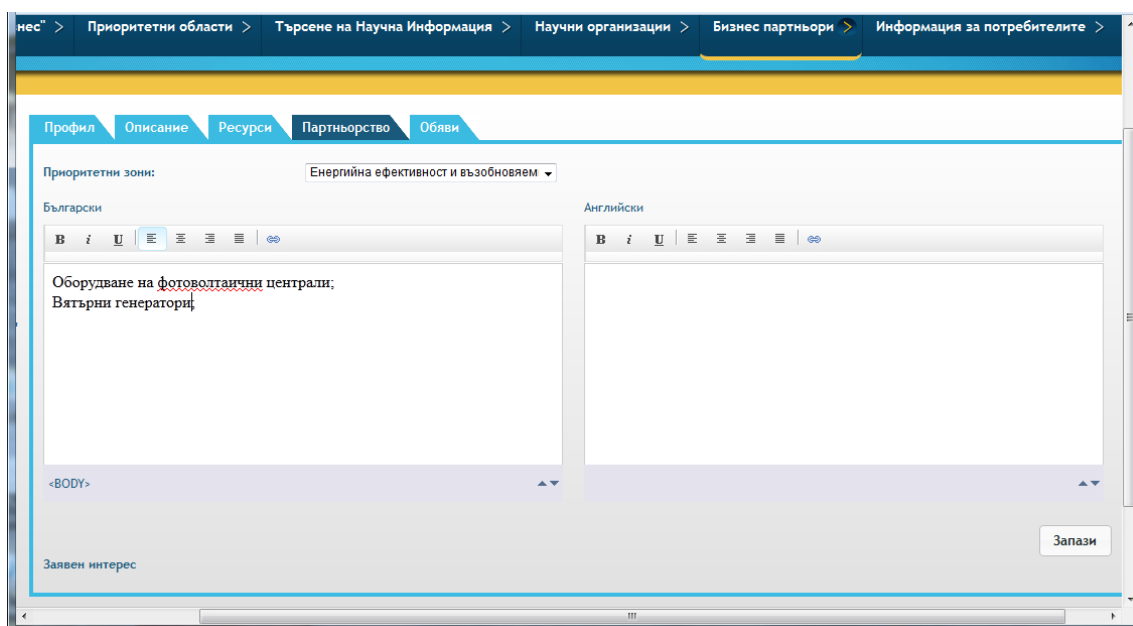 нес" > Приоритетни области > Търсене на Научна Информация > Научни организации > Бизнес партньори > Информация за потребителите >
Профил Описание Ресурси Партньорство Обяви
Приоритетни зони: Енергийна ефективност и възобновяем
Български Английски
B i U B i U
Оборудване на фотоволтаични централи;
Вятърни генератори;
<BODY>
Запази
Заявен интерес